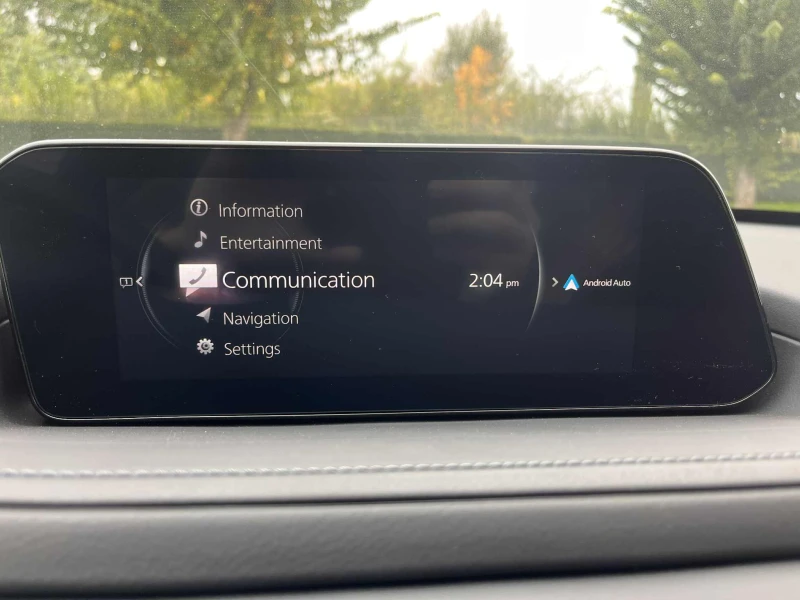 Information
Entertainment
Communication
2:04 pm
Android Auto
Navigation
Settings